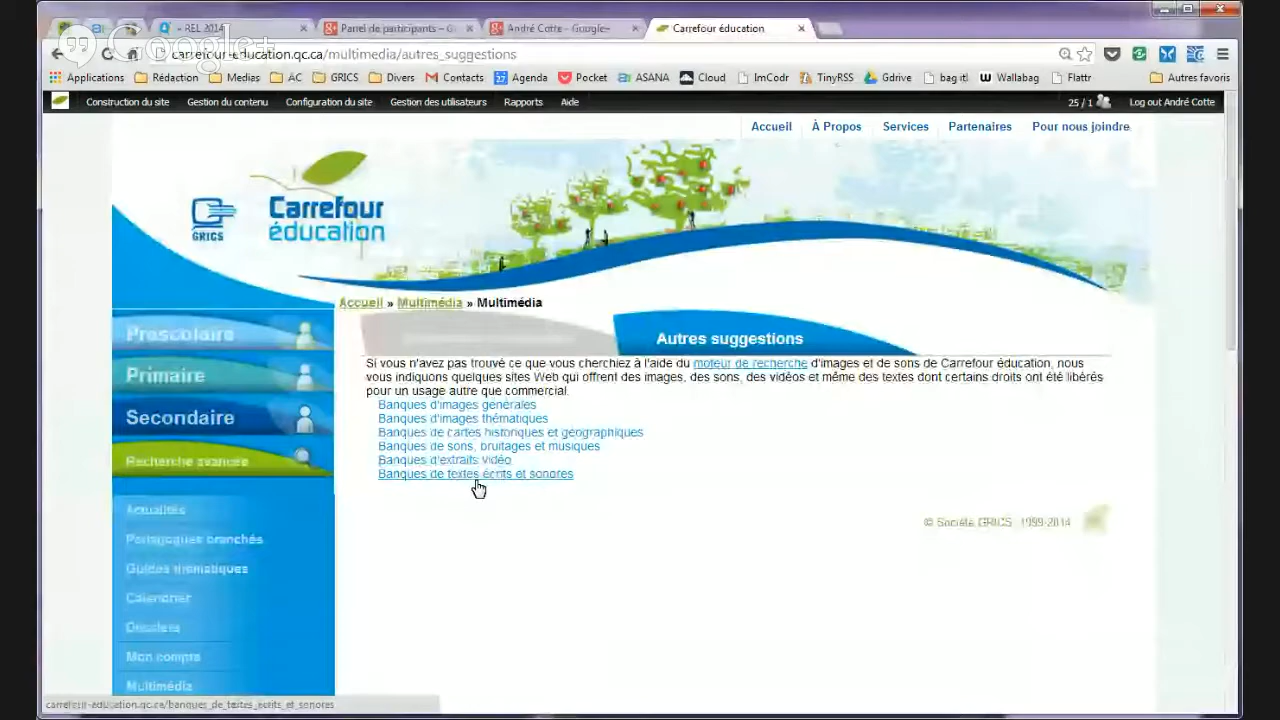 - REL 2014
Panel de participants - G
André Cotte - Google+
Carrefour éducation
Google+
carrefour-education.qc.ca/multimedia/autres_suggestions
Applications
Rédaction
Medias
AC
GRICS
Divers
Contacts
Agenda
Pocket
ASANA
Cloud
ImCodr
TinyRSS
Gdrive
bag it!
Wallabag
Flattr
Autres favoris
Construction du site
Gestion du contenu
Configuration du site
Gestion des utilisateurs
Rapports
Aide
25 / 1
Log out André Cotte
Accueil
À Propos
Services
Partenaires
Pour nous joindre
GRICS
Carrefour
éducation
Accueil » Multimédia » Multimédia
Préscolaire
Primaire
Secondaire
Recherche avancée
Actualités
Pédagogues branchés
Guides thématiques
Calendrier
Dossiers
Mon compte
Multimédia
Autres suggestions
Si vous n'avez pas trouvé ce que vous cherchiez à l'aide du moteur de recherche d'images et de sons de Carrefour éducation, nous
vous indiquons quelques sites Web qui offrent des images, des sons, des vidéos et même des textes dont certains droits ont été libérés
pour un usage autre que commercial.
Banques d'images générales
Banques d'images thématiques
Banques de cartes historiques et géographiques
Banques de sons, bruitages et musiques
Banques d'extraits vidéo
Banques de textes écrits et sonores
© Société GRICS 1999-2014
carrefour-education.qc.ca/banques_de_textes_ecrits_et_sonores